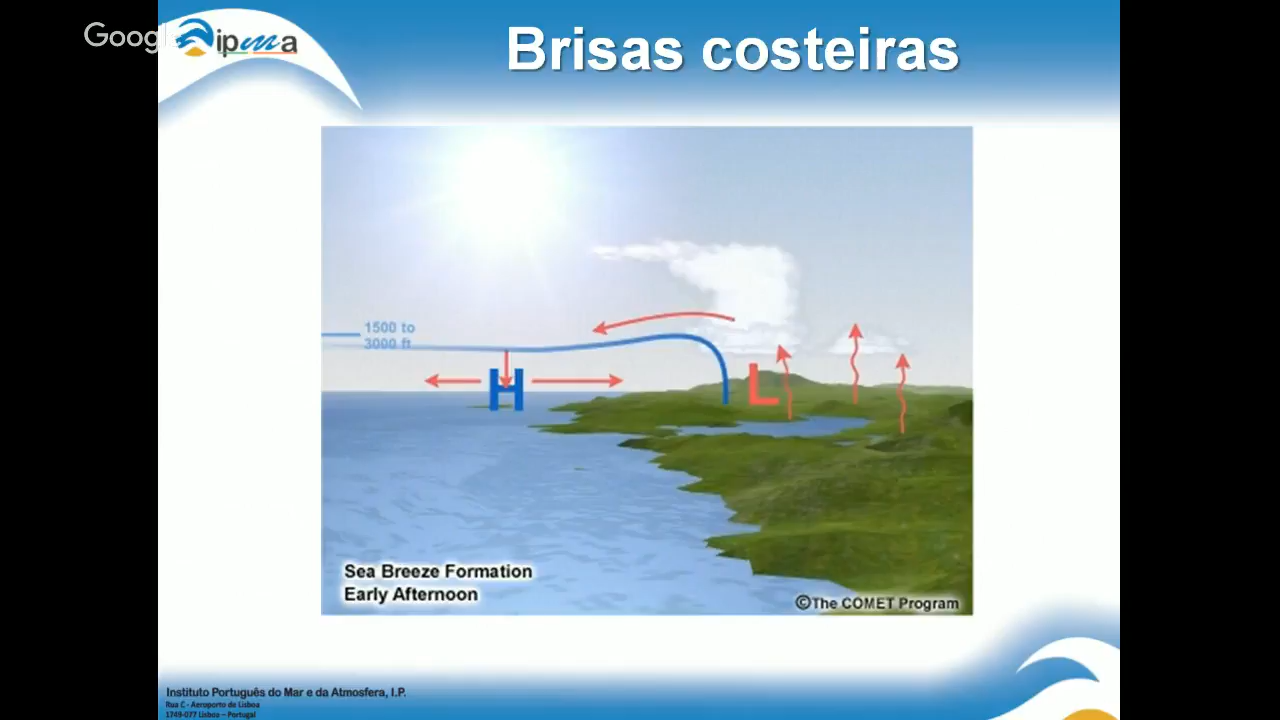 Google
ipma
Brisas costeiras
1500 to
3000 ft
H
L
Sea Breeze Formation
Early Afternoon
©The COMET Program
Instituto Português do Mar e da Atmosfera, I.P.
Rua C - Aeroporto de Lisboa
1749-077 Lisboa – Portugal